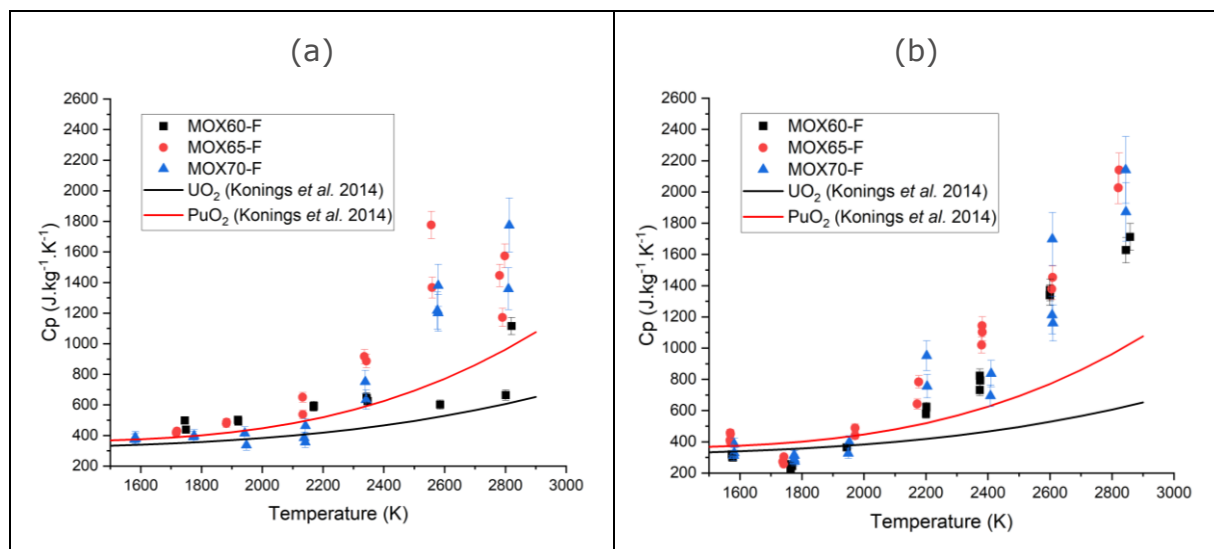 (a)
2600
2400
2200
2000
1800
1600
1400
1200
1000
800
600
400
200
Cp (J.kg⁻¹.K⁻¹)
MOX60-F
MOX65-F
MOX70-F
UO₂ (Konings et al. 2014)
PuO₂ (Konings et al. 2014)
1600 1800 2000 2200 2400 2600 2800 3000
Temperature (K)
(b)
2600
2400
2200
2000
1800
1600
1400
1200
1000
800
600
400
200
Cp (J.kg⁻¹.K⁻¹)
MOX60-F
MOX65-F
MOX70-F
UO₂ (Konings et al. 2014)
PuO₂ (Konings et al. 2014)
1600 1800 2000 2200 2400 2600 2800 3000
Temperature (K)